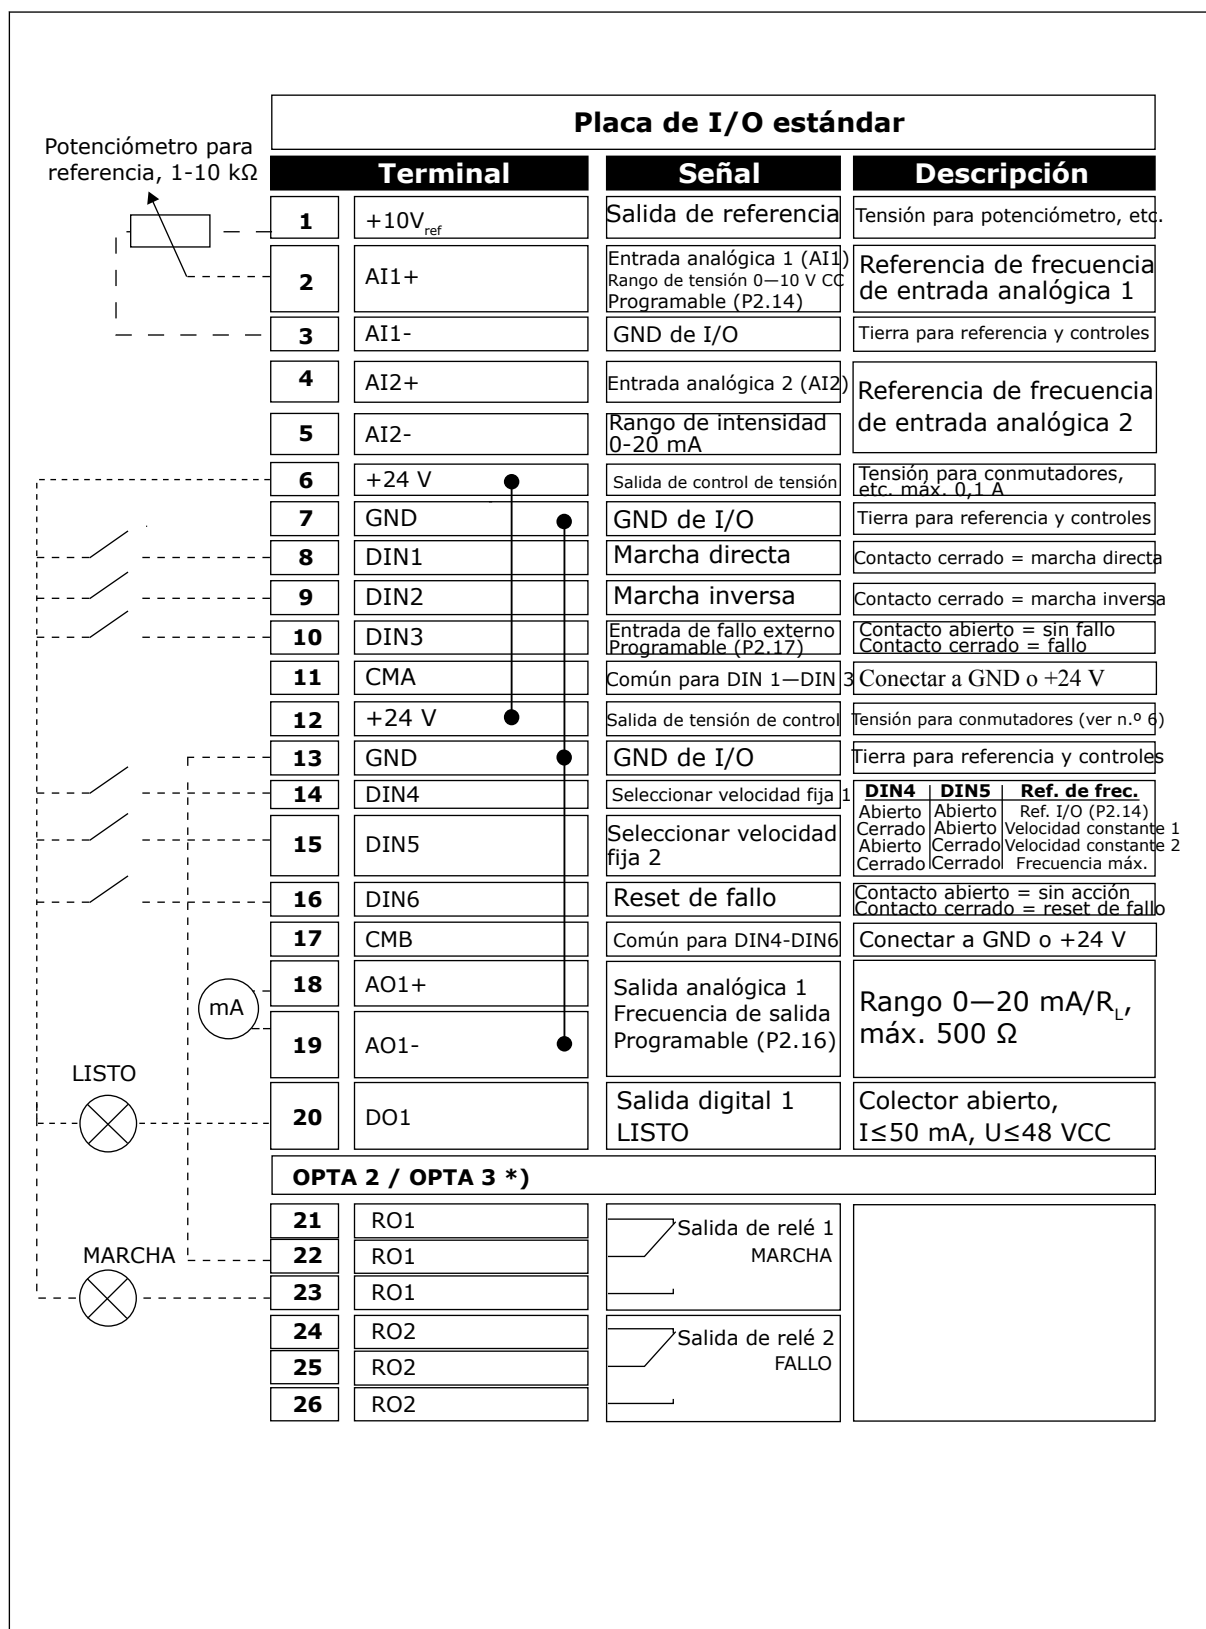 Placa de I/O estándar
Potenciómetro para
referencia, 1-10 kΩ
Terminal Señal Descripción
1 +10Vref Salida de referencia Tensión para potenciómetro, etc.
2 AI1+ Entrada analógica 1 (AI1)
Rango de tensión 0—10 V CC
Programable (P2.14)
Referencia de frecuencia
de entrada analógica 1
3 AI1- GND de I/O Tierra para referencia y controles
4 AI2+ Entrada analógica 2 (AI2)
Referencia de frecuencia
de entrada analógica 2
5 AI2- Rango de intensidad
0-20 mA
6 +24 V Salida de control de tensión Tensión para conmutadores,
etc. máx. 0,1 A
7 GND GND de I/O Tierra para referencia y controles
8 DIN1 Marcha directa Contacto cerrado = marcha directa
9 DIN2 Marcha inversa Contacto cerrado = marcha inversa
10 DIN3 Entrada de fallo externo
Programable (P2.17)
Contacto abierto = sin fallo
Contacto cerrado = fallo
11 CMA Común para DIN 1—DIN 3 Conectar a GND o +24 V
12 +24 V Salida de tensión de control Tensión para conmutadores (ver n.º 6)
13 GND GND de I/O Tierra para referencia y controles
14 DIN4 Seleccionar velocidad fija 1
DIN4 DIN5 Ref. de frec.
Abierto Abierto Ref. I/O (P2.14)
Cerrado Abierto Velocidad constante 1
Abierto Cerrado Velocidad constante 2
Cerrado Cerrado Frecuencia máx.
15 DIN5 Seleccionar velocidad
fija 2
16 DIN6 Reset de fallo Contacto abierto = sin acción
Contacto cerrado = reset de fallo
17 CMB Común para DIN4-DIN6 Conectar a GND o +24 V
mA
18 AO1+ Salida analógica 1
Frecuencia de salida
Programable (P2.16)
Rango 0—20 mA/RL,
máx. 500 Ω
19 AO1-
LISTO
20 DO1 Salida digital 1
LISTO
Colector abierto,
I≤50 mA, U≤48 VCC
OPTA 2 / OPTA 3 *)
21 RO1 Salida de relé 1
MARCHA
MARCHA
22 RO1
23 RO1
24 RO2 Salida de relé 2
FALLO
25 RO2
26 RO2